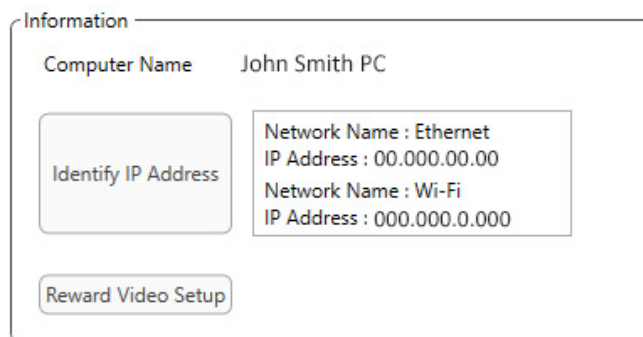 Information
Computer Name John Smith PC
Identify IP Address
Network Name : Ethernet
IP Address : 00.000.00.00
Network Name : Wi-Fi
IP Address : 000.000.0.000
Reward Video Setup